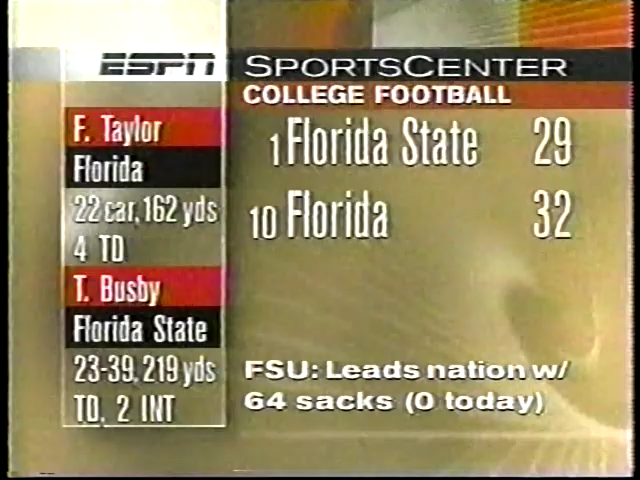 ESPN SPORTSCENTER
COLLEGE FOOTBALL
F. Taylor
Florida
22 car, 162 yds
4 TD
T. Busby
Florida State
23-39, 219 yds
TD, 2 INT
1 Florida State 29
10 Florida 32
FSU: Leads nation w/
64 sacks (0 today)